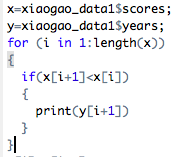 x=xiaogao_data1$scores;
y=xiaogao_data1$years;
for (i in 1:length(x))
{
  if(x[i+1]<x[i])
  {
    print(y[i+1])
  }
}